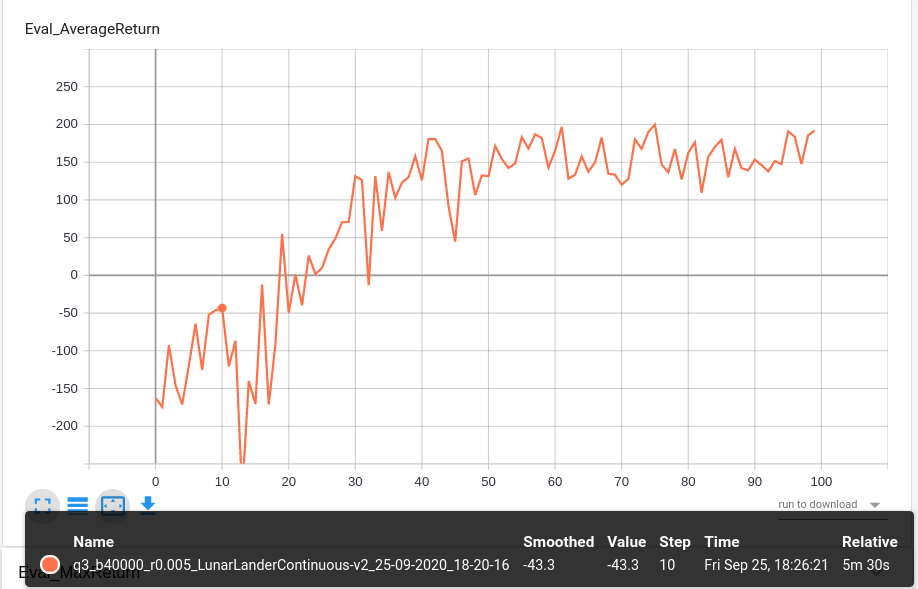 Eval_AverageReturn
250
200
150
100
50
0
-50
-100
-150
-200
0 10 20 30 40 50 60 70 80 90 100
run to download
Name Smoothed Value Step Time Relative
q3_b40000_r0.005_LunarLanderContinuous-v2_25-09-2020_18-20-16 -43.3 -43.3 10 Fri Sep 25, 18:26:21 5m 30s
Eval_MaxReturn